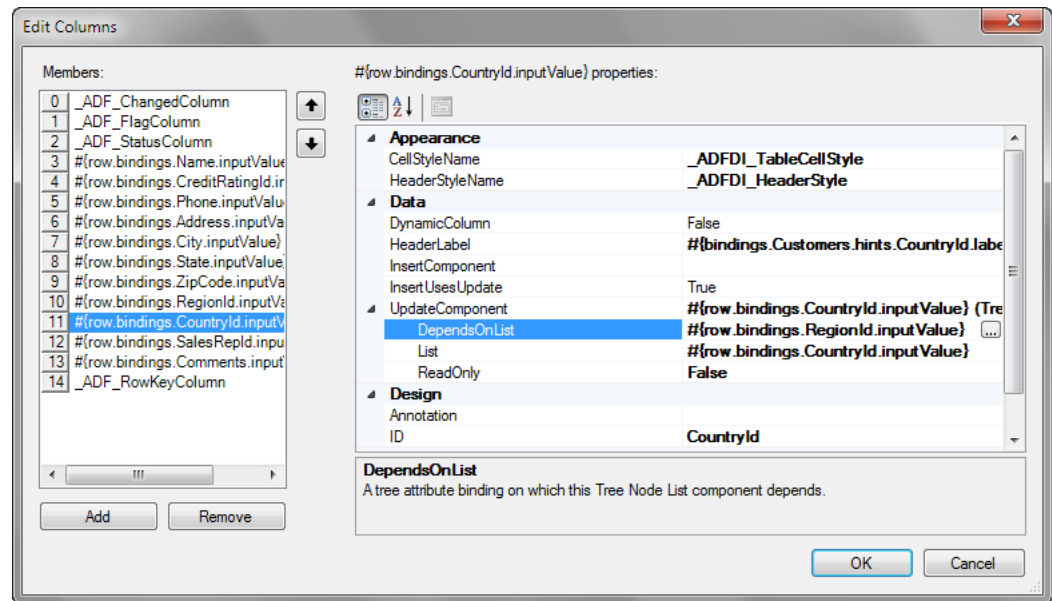 Edit Columns
Members:
0 _ADF_ChangedColumn
1 _ADF_FlagColumn
2 _ADF_StatusColumn
3 #{row.bindings.Name.inputValue
4 #{row.bindings.CreditRatingId.in
5 #{row.bindings.Phone.inputValu
6 #{row.bindings.Address.inputVa
7 #{row.bindings.City.inputValue}
8 #{row.bindings.State.inputValue
9 #{row.bindings.ZipCode.inputVa
10 #{row.bindings.RegionId.inputVa
11 #{row.bindings.CountryId.inputV
12 #{row.bindings.SalesRepId.inpu
13 #{row.bindings.Comments.input
14 _ADF_RowKeyColumn
Add Remove
#{row.bindings.CountryId.inputValue} properties:
Appearance
CellStyleName _ADFDI_TableCellStyle
HeaderStyleName _ADFDI_HeaderStyle
Data
DynamicColumn False
HeaderLabel #{bindings.Customers.hints.CountryId.labe
InsertComponent
InsertUsesUpdate True
UpdateComponent #{row.bindings.CountryId.inputValue} (Tre
DependsOnList #{row.bindings.RegionId.inputValue} ...
List #{row.bindings.CountryId.inputValue}
ReadOnly False
Design
Annotation
ID CountryId
DependsOnList
A tree attribute binding on which this Tree Node List component depends.
OK Cancel